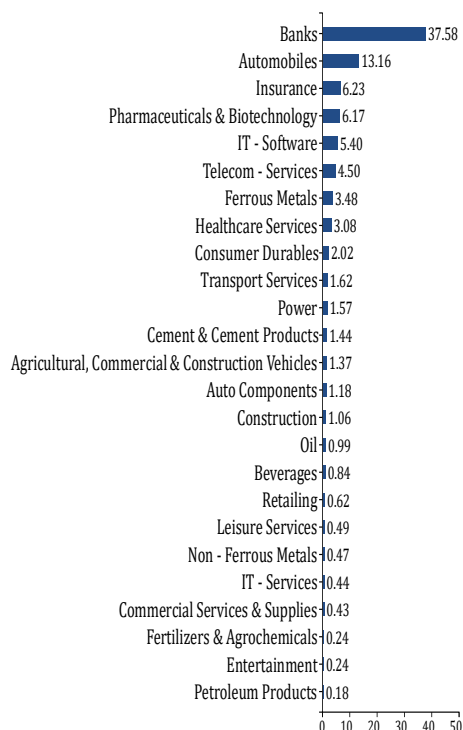 Banks 37.58
Automobiles 13.16
Insurance 6.23
Pharmaceuticals & Biotechnology 6.17
IT - Software 5.40
Telecom - Services 4.50
Ferrous Metals 3.48
Healthcare Services 3.08
Consumer Durables 2.02
Transport Services 1.62
Power 1.57
Cement & Cement Products 1.44
Agricultural, Commercial & Construction Vehicles 1.37
Auto Components 1.18
Construction 1.06
Oil 0.99
Beverages 0.84
Retailing 0.62
Leisure Services 0.49
Non - Ferrous Metals 0.47
IT - Services 0.44
Commercial Services & Supplies 0.43
Fertilizers & Agrochemicals 0.24
Entertainment 0.24
Petroleum Products 0.18
0 10 20 30 40 50